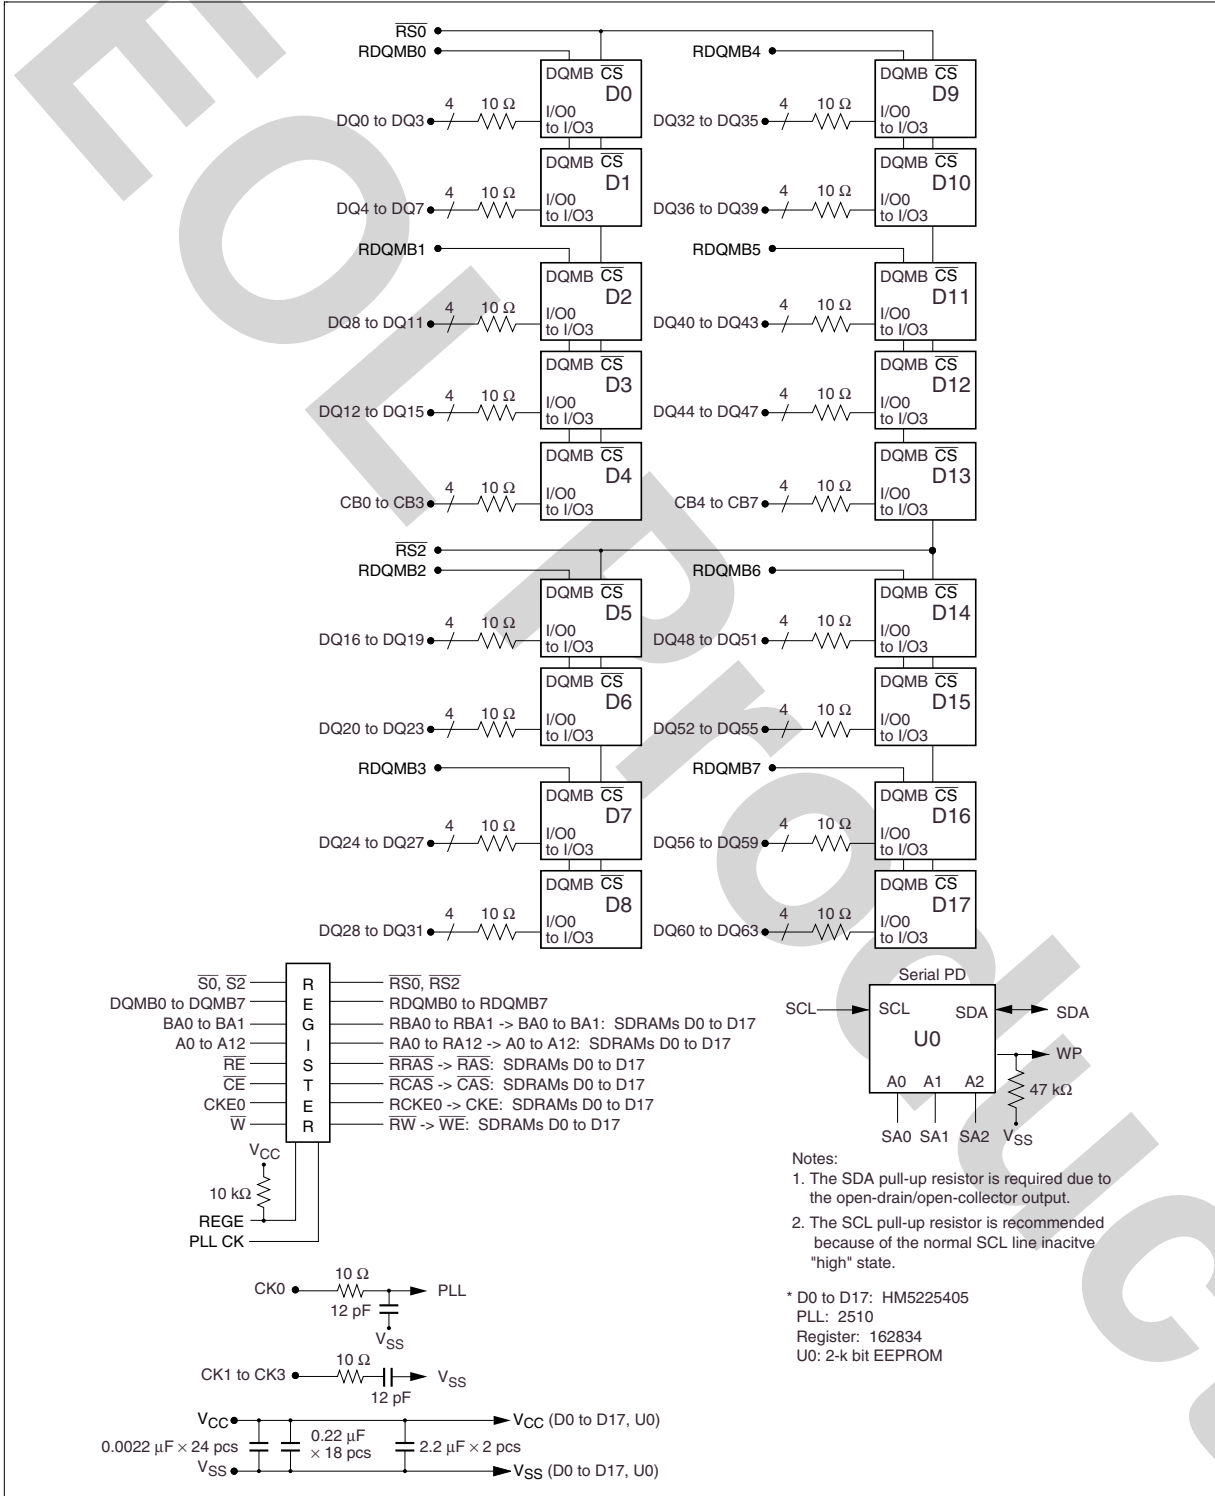 RS0
RDQMB0 RDQMB4
DQMB CS DQMB CS
D0 D9
4 10 Ω 4 10 Ω
DQ0 to DQ3 I/O0 to I/O3 DQ32 to DQ35 I/O0 to I/O3
DQMB CS DQMB CS
D1 D10
4 10 Ω 4 10 Ω
DQ4 to DQ7 I/O0 to I/O3 DQ36 to DQ39 I/O0 to I/O3
RDQMB1 RDQMB5
DQMB CS DQMB CS
D2 D11
4 10 Ω 4 10 Ω
DQ8 to DQ11 I/O0 to I/O3 DQ40 to DQ43 I/O0 to I/O3
DQMB CS DQMB CS
D3 D12
4 10 Ω 4 10 Ω
DQ12 to DQ15 I/O0 to I/O3 DQ44 to DQ47 I/O0 to I/O3
DQMB CS DQMB CS
D4 D13
4 10 Ω 4 10 Ω
CB0 to CB3 I/O0 to I/O3 CB4 to CB7 I/O0 to I/O3
RS2
RDQMB2 RDQMB6
DQMB CS DQMB CS
D5 D14
4 10 Ω 4 10 Ω
DQ16 to DQ19 I/O0 to I/O3 DQ48 to DQ51 I/O0 to I/O3
DQMB CS DQMB CS
D6 D15
4 10 Ω 4 10 Ω
DQ20 to DQ23 I/O0 to I/O3 DQ52 to DQ55 I/O0 to I/O3
RDQMB3 RDQMB7
DQMB CS DQMB CS
D7 D16
4 10 Ω 4 10 Ω
DQ24 to DQ27 I/O0 to I/O3 DQ56 to DQ59 I/O0 to I/O3
DQMB CS DQMB CS
D8 D17
4 10 Ω 4 10 Ω
DQ28 to DQ31 I/O0 to I/O3 DQ60 to DQ63 I/O0 to I/O3
S0, S2 R RS0, RS2
DQMB0 to DQMB7 E RDQMB0 to RDQMB7
BA0 to BA1 G RBA0 to RBA1 -> BA0 to BA1: SDRAMs D0 to D17
A0 to A12 I RA0 to RA12 -> A0 to A12: SDRAMs D0 to D17
RE S RRAS -> RAS: SDRAMs D0 to D17
CE T RCAS -> CAS: SDRAMs D0 to D17
CKE0 E RCKE0 -> CKE: SDRAMs D0 to D17
W R RW -> WE: SDRAMs D0 to D17
VCC
10 kΩ
REGE
PLL CK
Serial PD
SCL SCL SDA SDA
U0
WP
A0 A1 A2 47 kΩ
SA0 SA1 SA2 VSS
Notes:
1. The SDA pull-up resistor is required due to
the open-drain/open-collector output.
2. The SCL pull-up resistor is recommended
because of the normal SCL line inacitve
"high" state.
* D0 to D17: HM5225405
PLL: 2510
Register: 162834
U0: 2-k bit EEPROM
10 Ω
CK0 PLL
12 pF
VSS
10 Ω
CK1 to CK3 VSS
12 pF
VCC VCC (D0 to D17, U0)
0.0022 µF × 24 pcs 0.22 µF × 18 pcs 2.2 µF × 2 pcs
VSS VSS (D0 to D17, U0)
EOL Product